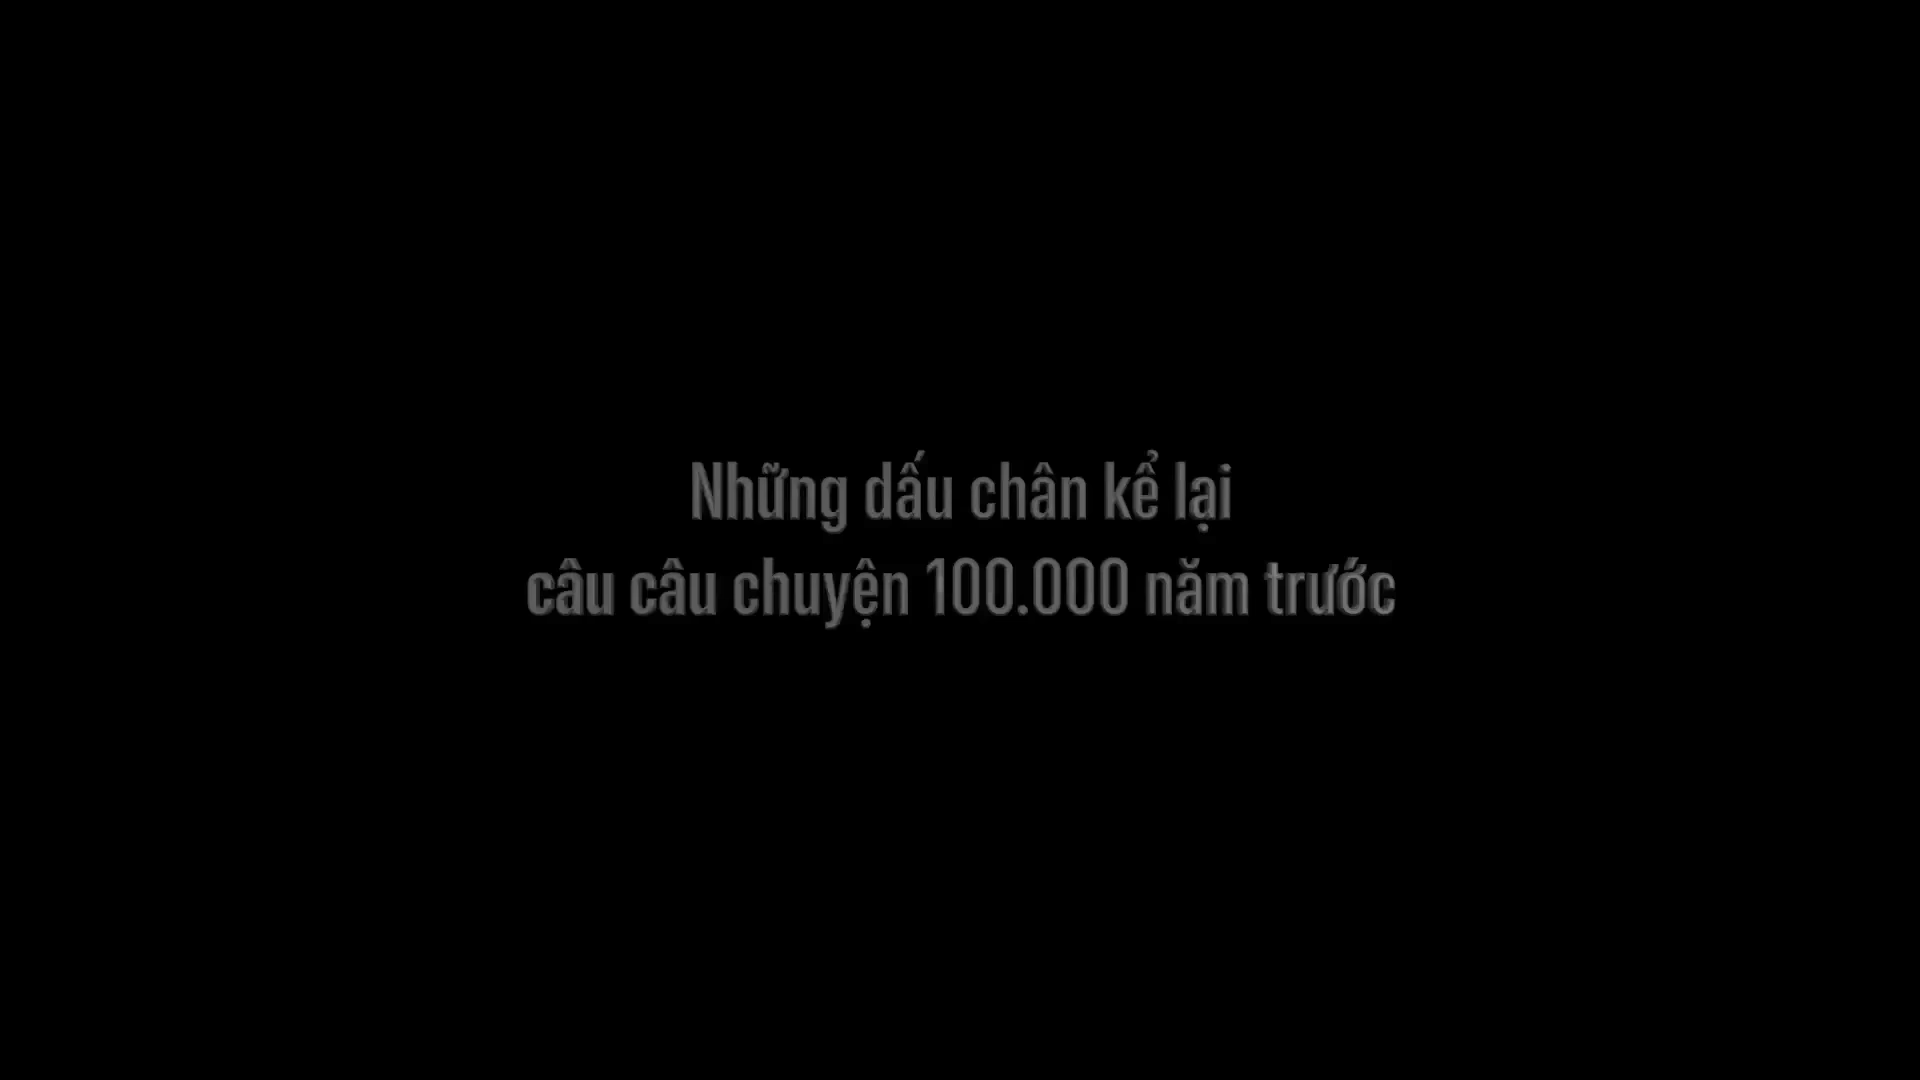 Những dấu chân kể lại
câu câu chuyện 100.000 năm trước